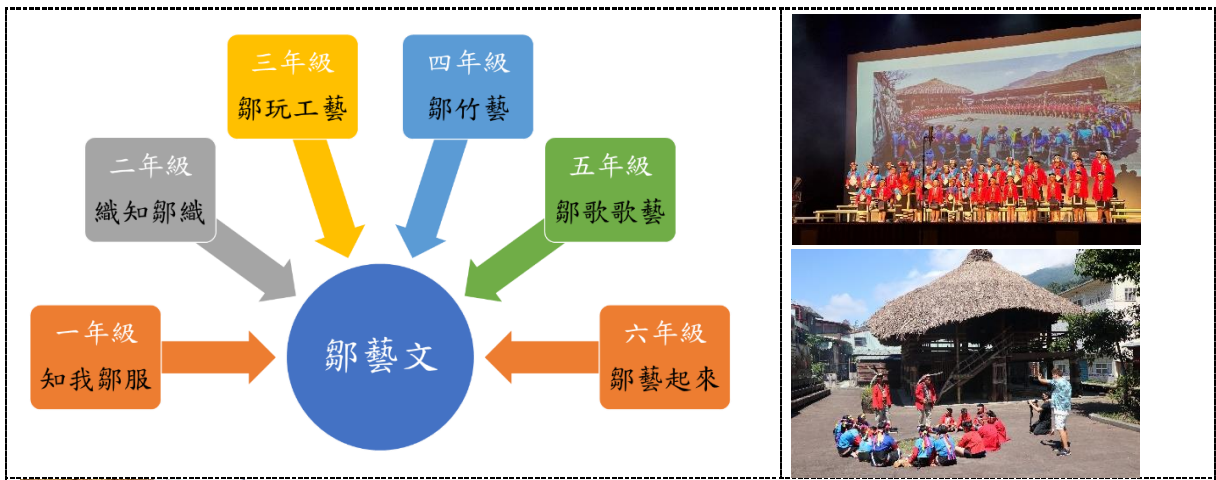 一年級
知我鄒服
二年級
織知鄒織
三年級
鄒玩工藝
四年級
鄒竹藝
五年級
鄒歌歌藝
六年級
鄒藝起來
鄒藝文